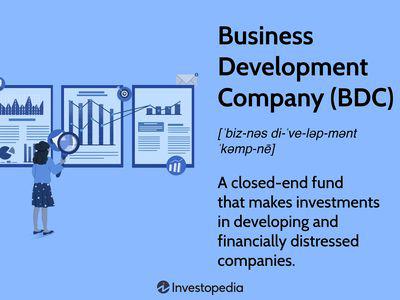 Business
Development
Company (BDC)
[ˈbiz-nəs di-ˈve-ləp-mənt
ˈkəmp-nē]
A closed-end fund
that makes investments
in developing and
financially distressed
companies.
Investopedia